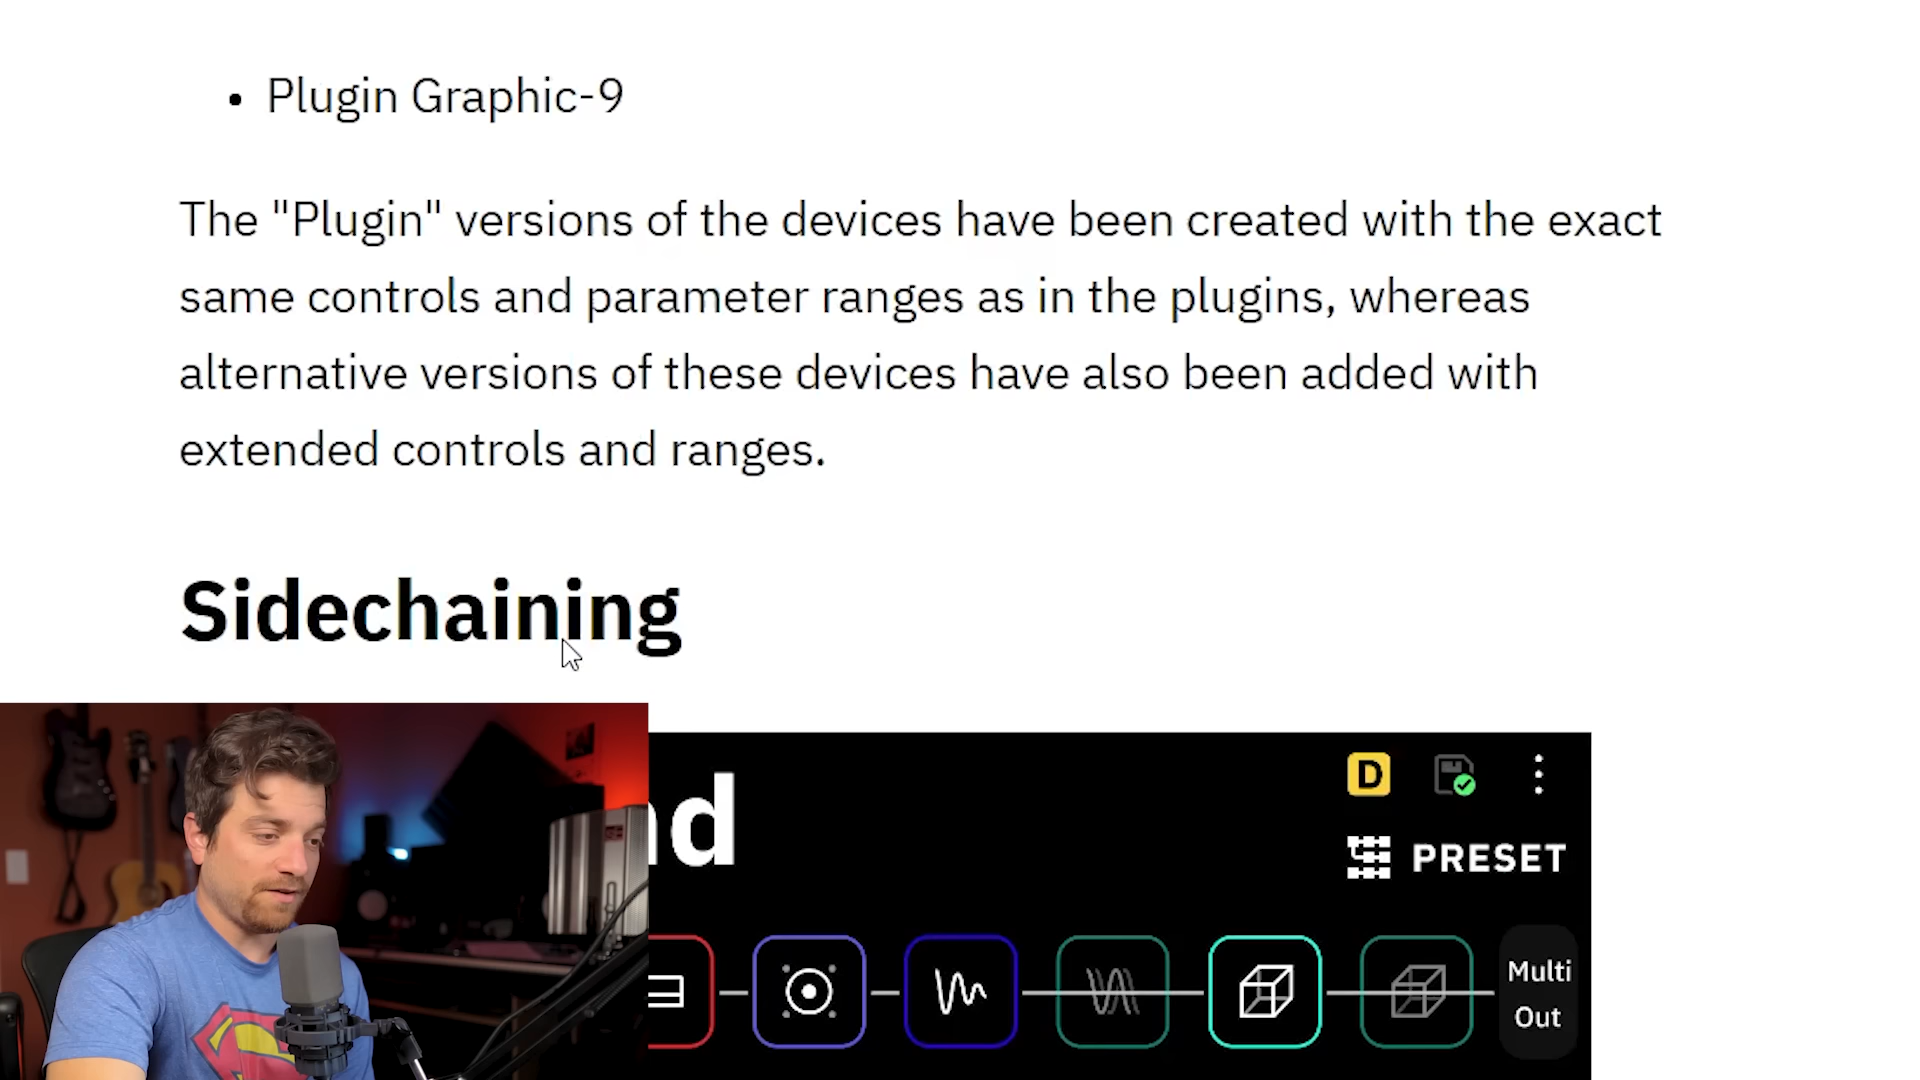 • Plugin Graphic-9
The "Plugin" versions of the devices have been created with the exact
same controls and parameter ranges as in the plugins, whereas
alternative versions of these devices have also been added with
extended controls and ranges.
Sidechaining
nd
D
PRESET
Multi
Out